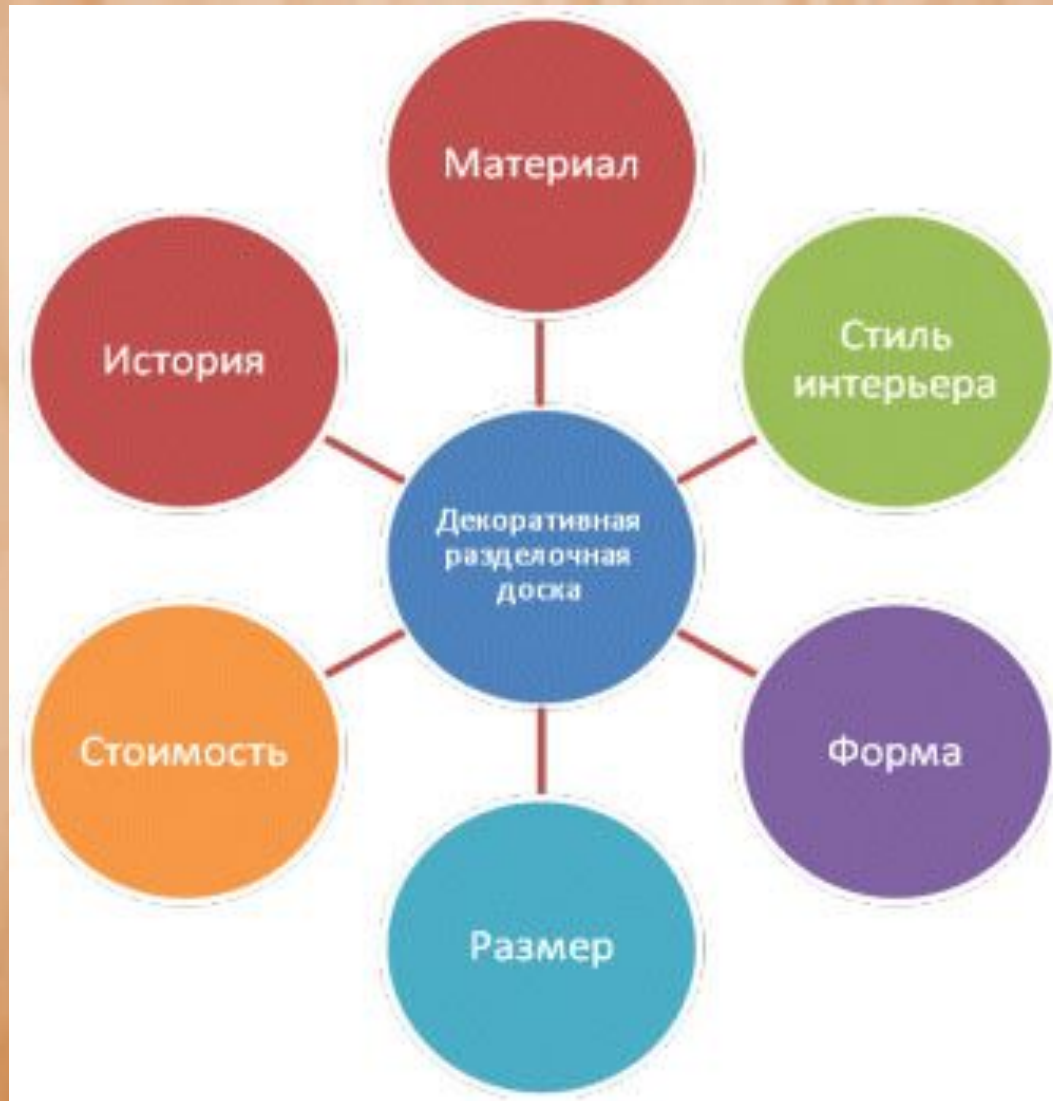 Материал
Стиль
интерьера
История
Декоративная
разделочная
доска
Стоимость
Форма
Размер